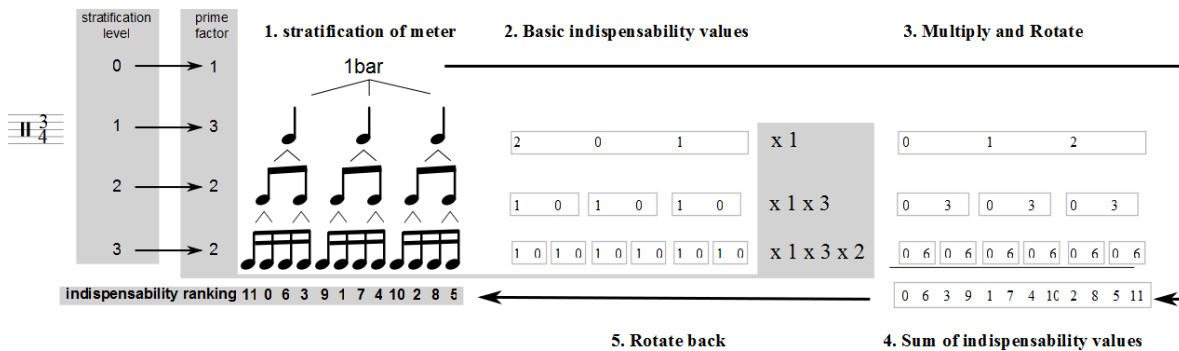 stratification level
prime factor
1. stratification of meter
2. Basic indispensability values
3. Multiply and Rotate
0 1 1bar
3 4
1 3
2 0 1 x 1 0 1 2
2 2
1 0 1 0 1 0 x 1 x 3 0 3 0 3 0 3
3 2
1 0 1 0 1 0 1 0 1 0 1 0 x 1 x 3 x 2 0 6 0 6 0 6 0 6 0 6 0 6
indispensability ranking 11 0 6 3 9 1 7 4 10 2 8 5
0 6 3 9 1 7 4 10 2 8 5 11
5. Rotate back
4. Sum of indispensability values